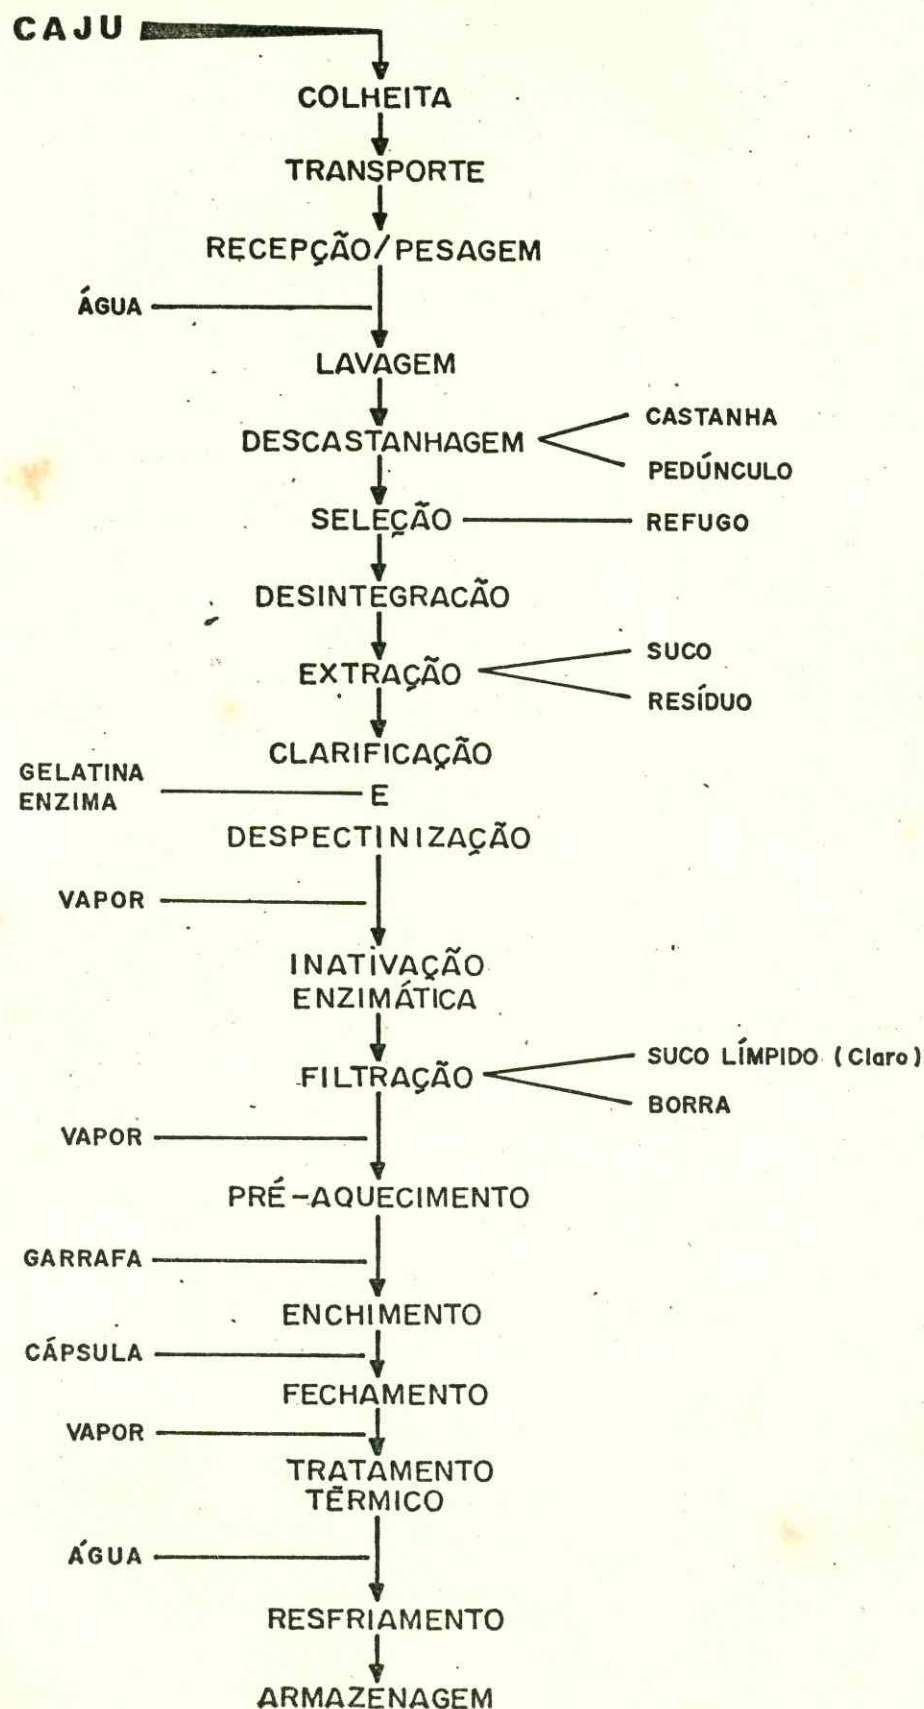 CAJU
COLHEITA
TRANSPORTE
RECEPÇÃO/PESAGEM
ÁGUA
LAVAGEM
DESCASTANHAGEM
CASTANHA
PEDÚNCULO
SELEÇÃO
REFUGO
DESINTEGRACÃO
EXTRAÇÃO
SUCO
RESÍDUO
CLARIFICAÇÃO
GELATINA
ENZIMA
E
DESPECTINIZAÇÃO
VAPOR
INATIVAÇÃO
ENZIMÁTICA
FILTRAÇÃO
SUCO LÍMPIDO (Claro)
BORRA
VAPOR
PRÉ-AQUECIMENTO
GARRAFA
ENCHIMENTO
CÁPSULA
FECHAMENTO
VAPOR
TRATAMENTO
TÉRMICO
ÁGUA
RESFRIAMENTO
ARMAZENAGEM